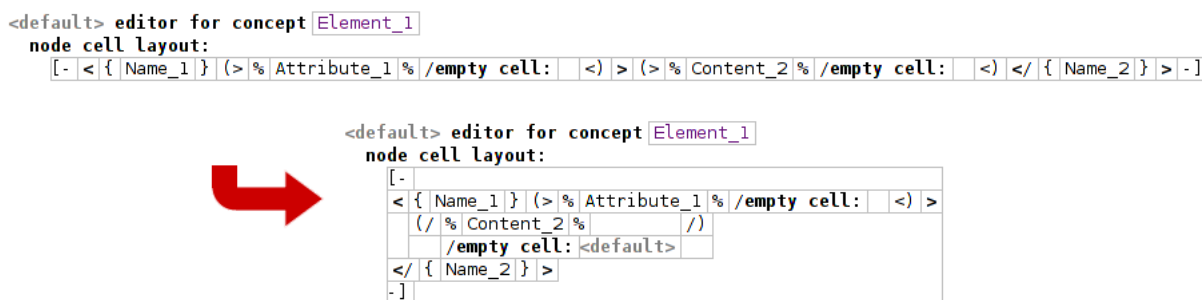 <default> editor for concept Element_1
node cell layout:
[- < { Name_1 } (> % Attribute_1 % /empty cell: <) > (> % Content_2 % /empty cell: <) </ { Name_2 } > -]
<default> editor for concept Element_1
node cell layout:
[-
< { Name_1 } (> % Attribute_1 % /empty cell: <) >
(/ % Content_2 % /)
/empty cell: <default>
</ { Name_2 } >
-]